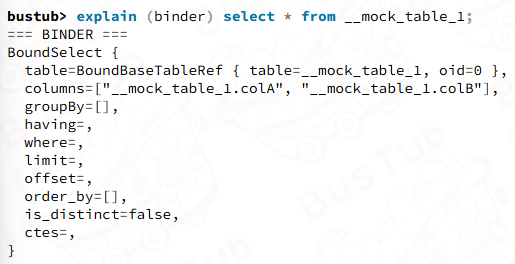 bustub> explain (binder) select * from __mock_table_1;
=== BINDER ===
BoundSelect {
  table=BoundBaseTableRef { table=__mock_table_1, oid=0 },
  columns=["__mock_table_1.colA", "__mock_table_1.colB"],
  groupBy=[],
  having=,
  where=,
  limit=,
  offset=,
  order_by=[],
  is_distinct=false,
  ctes=,
}
BusTub